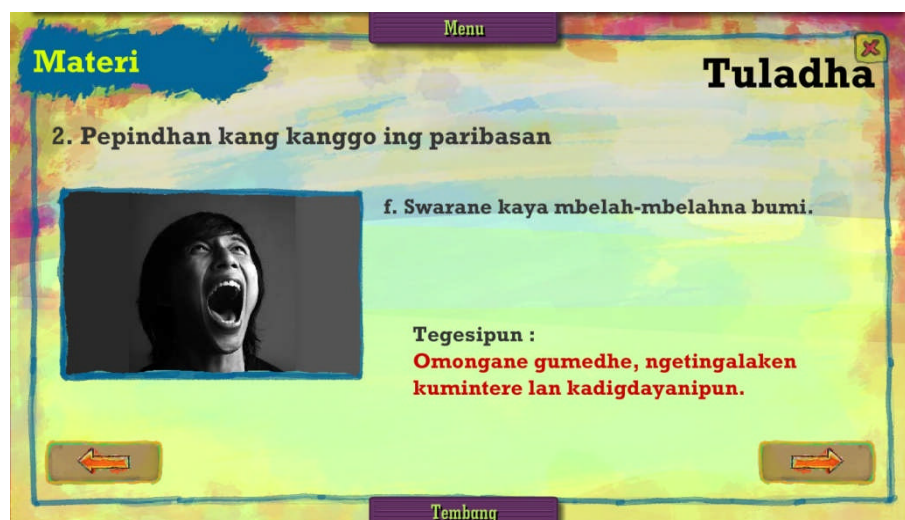 Menu
Materi
Tuladha
2. Pepindhan kang kanggo ing paribasan
f. Swarane kaya mbelah-mbelahna bumi.
Tegesipun :
Omongane gumedhe, ngetingalaken
kumintere lan kadigdayanipun.
Tembang